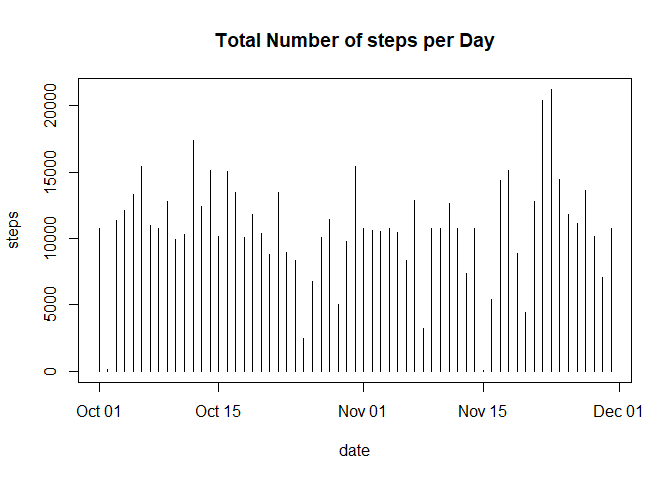 Total Number of steps per Day
steps
20000
15000
10000
5000
0
Oct 01 Oct 15 Nov 01 Nov 15 Dec 01
date